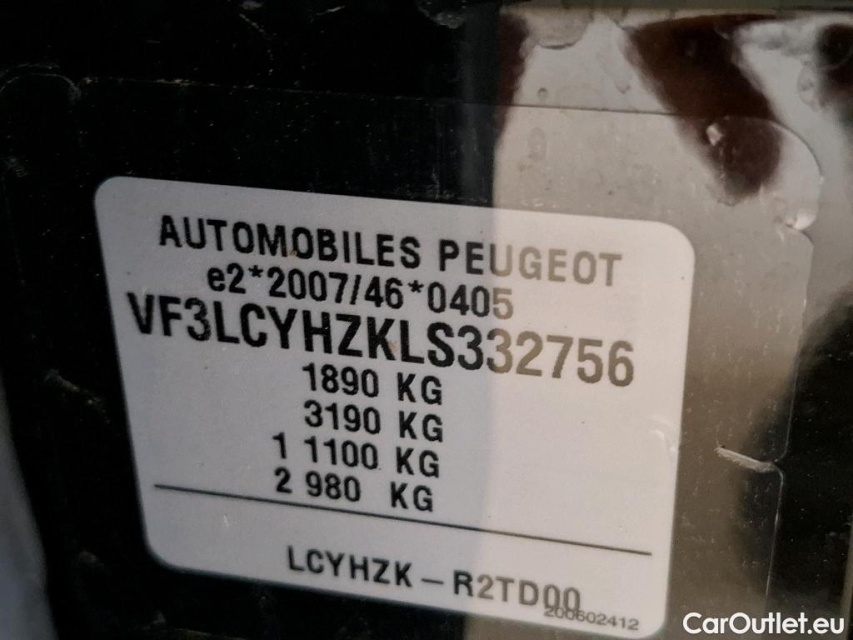 AUTOMOBILES PEUGEOT
e2*2007/46*0405
VF3LCYHZKLS332756
1890 KG
3190 KG
1 1100 KG
2 980 KG
LCYHZK – R2TD00
200602412
CarOutlet.eu